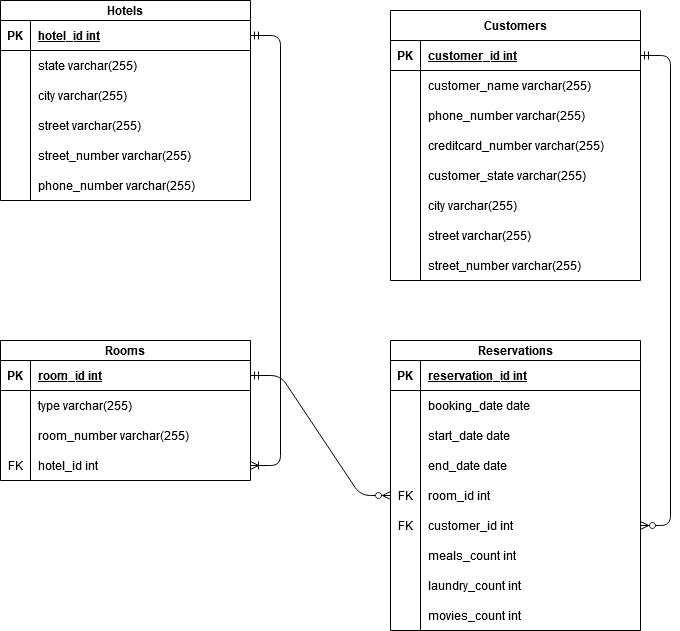 Hotels
PK hotel_id int
state varchar(255)
city varchar(255)
street varchar(255)
street_number varchar(255)
phone_number varchar(255)
Customers
PK customer_id int
customer_name varchar(255)
phone_number varchar(255)
creditcard_number varchar(255)
customer_state varchar(255)
city varchar(255)
street varchar(255)
street_number varchar(255)
Rooms
PK room_id int
type varchar(255)
room_number varchar(255)
FK hotel_id int
Reservations
PK reservation_id int
booking_date date
start_date date
end_date date
FK room_id int
FK customer_id int
meals_count int
laundry_count int
movies_count int